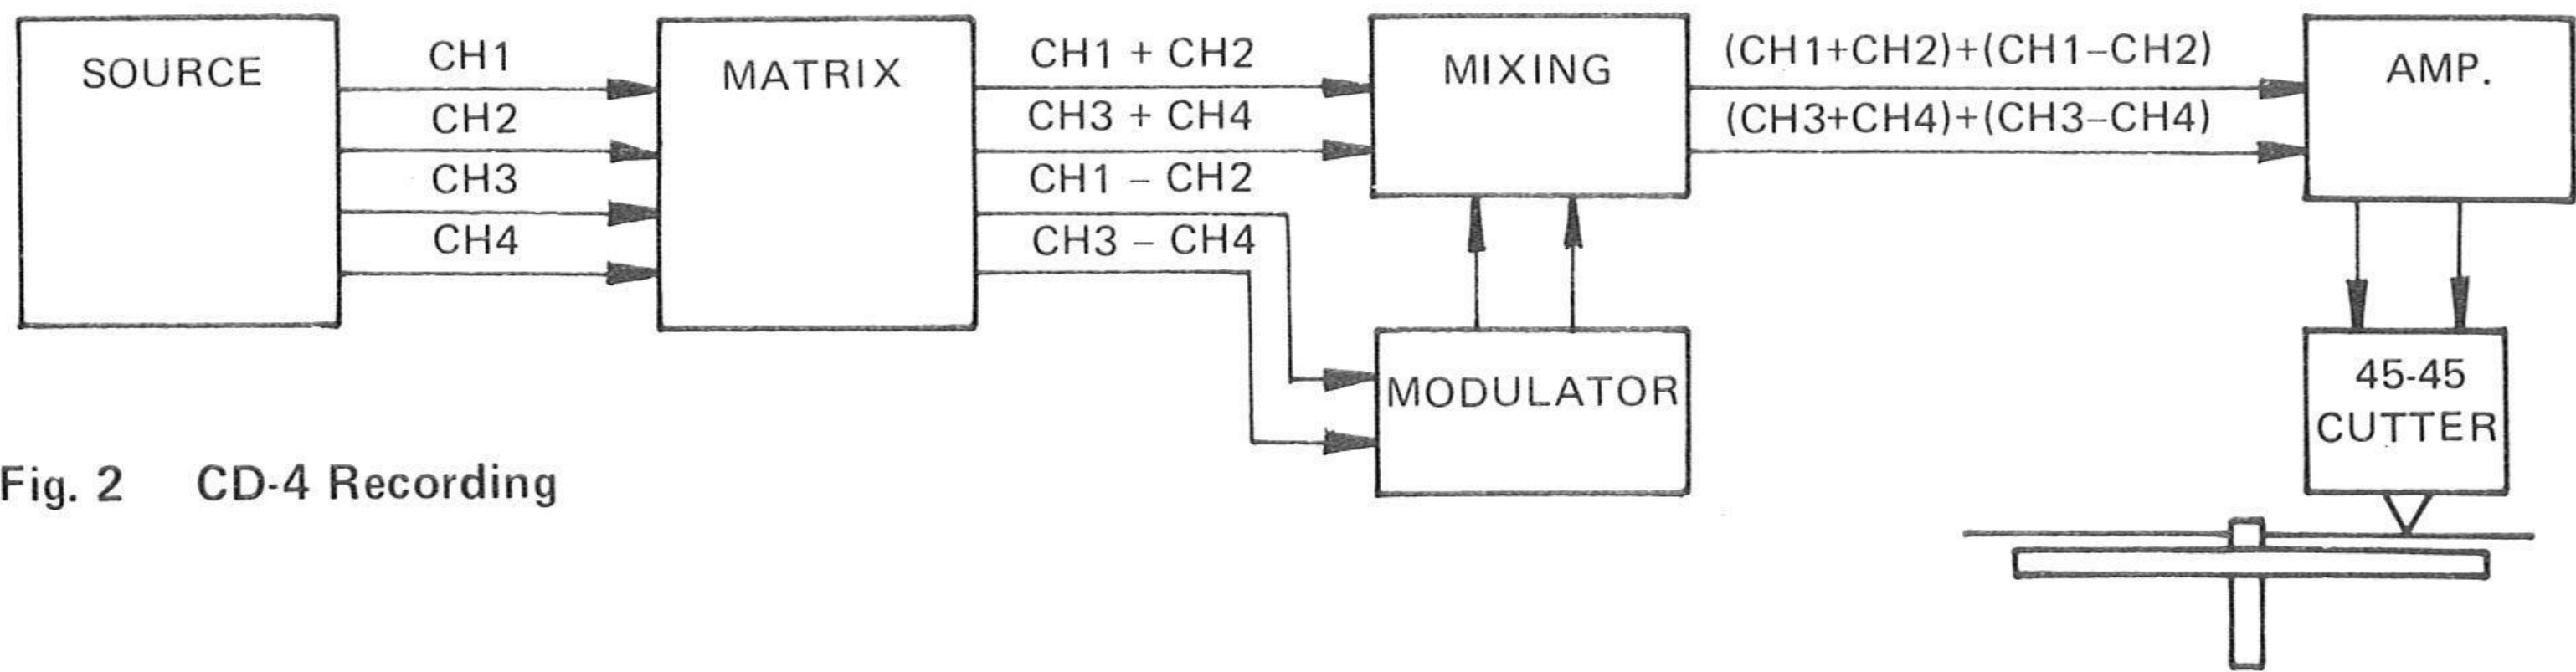 SOURCE
CH1
CH2
CH3
CH4
MATRIX
CH1 + CH2
CH3 + CH4
CH1 – CH2
CH3 – CH4
MIXING
(CH1+CH2)+(CH1–CH2)
(CH3+CH4)+(CH3–CH4)
AMP.
MODULATOR
45-45
CUTTER
Fig. 2 CD-4 Recording